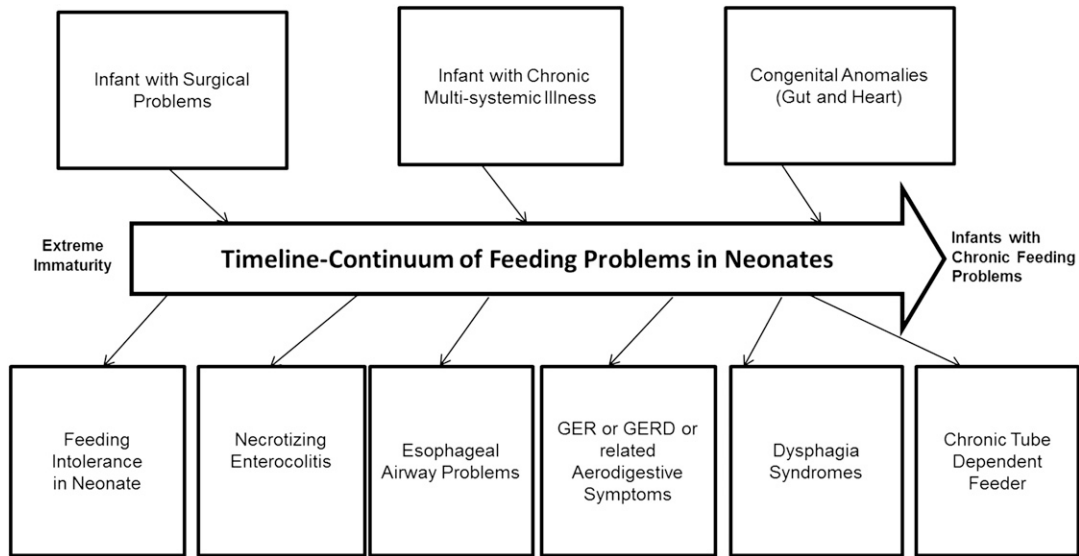 Infant with Surgical
Problems
Infant with Chronic
Multi-systemic Illness
Congenital Anomalies
(Gut and Heart)
Extreme
Immaturity
Timeline-Continuum of Feeding Problems in Neonates
Infants with
Chronic Feeding
Problems
Feeding
Intolerance
in Neonate
Necrotizing
Enterocolitis
Esophageal
Airway Problems
GER or GERD or
related
Aerodigestive
Symptoms
Dysphagia
Syndromes
Chronic Tube
Dependent
Feeder